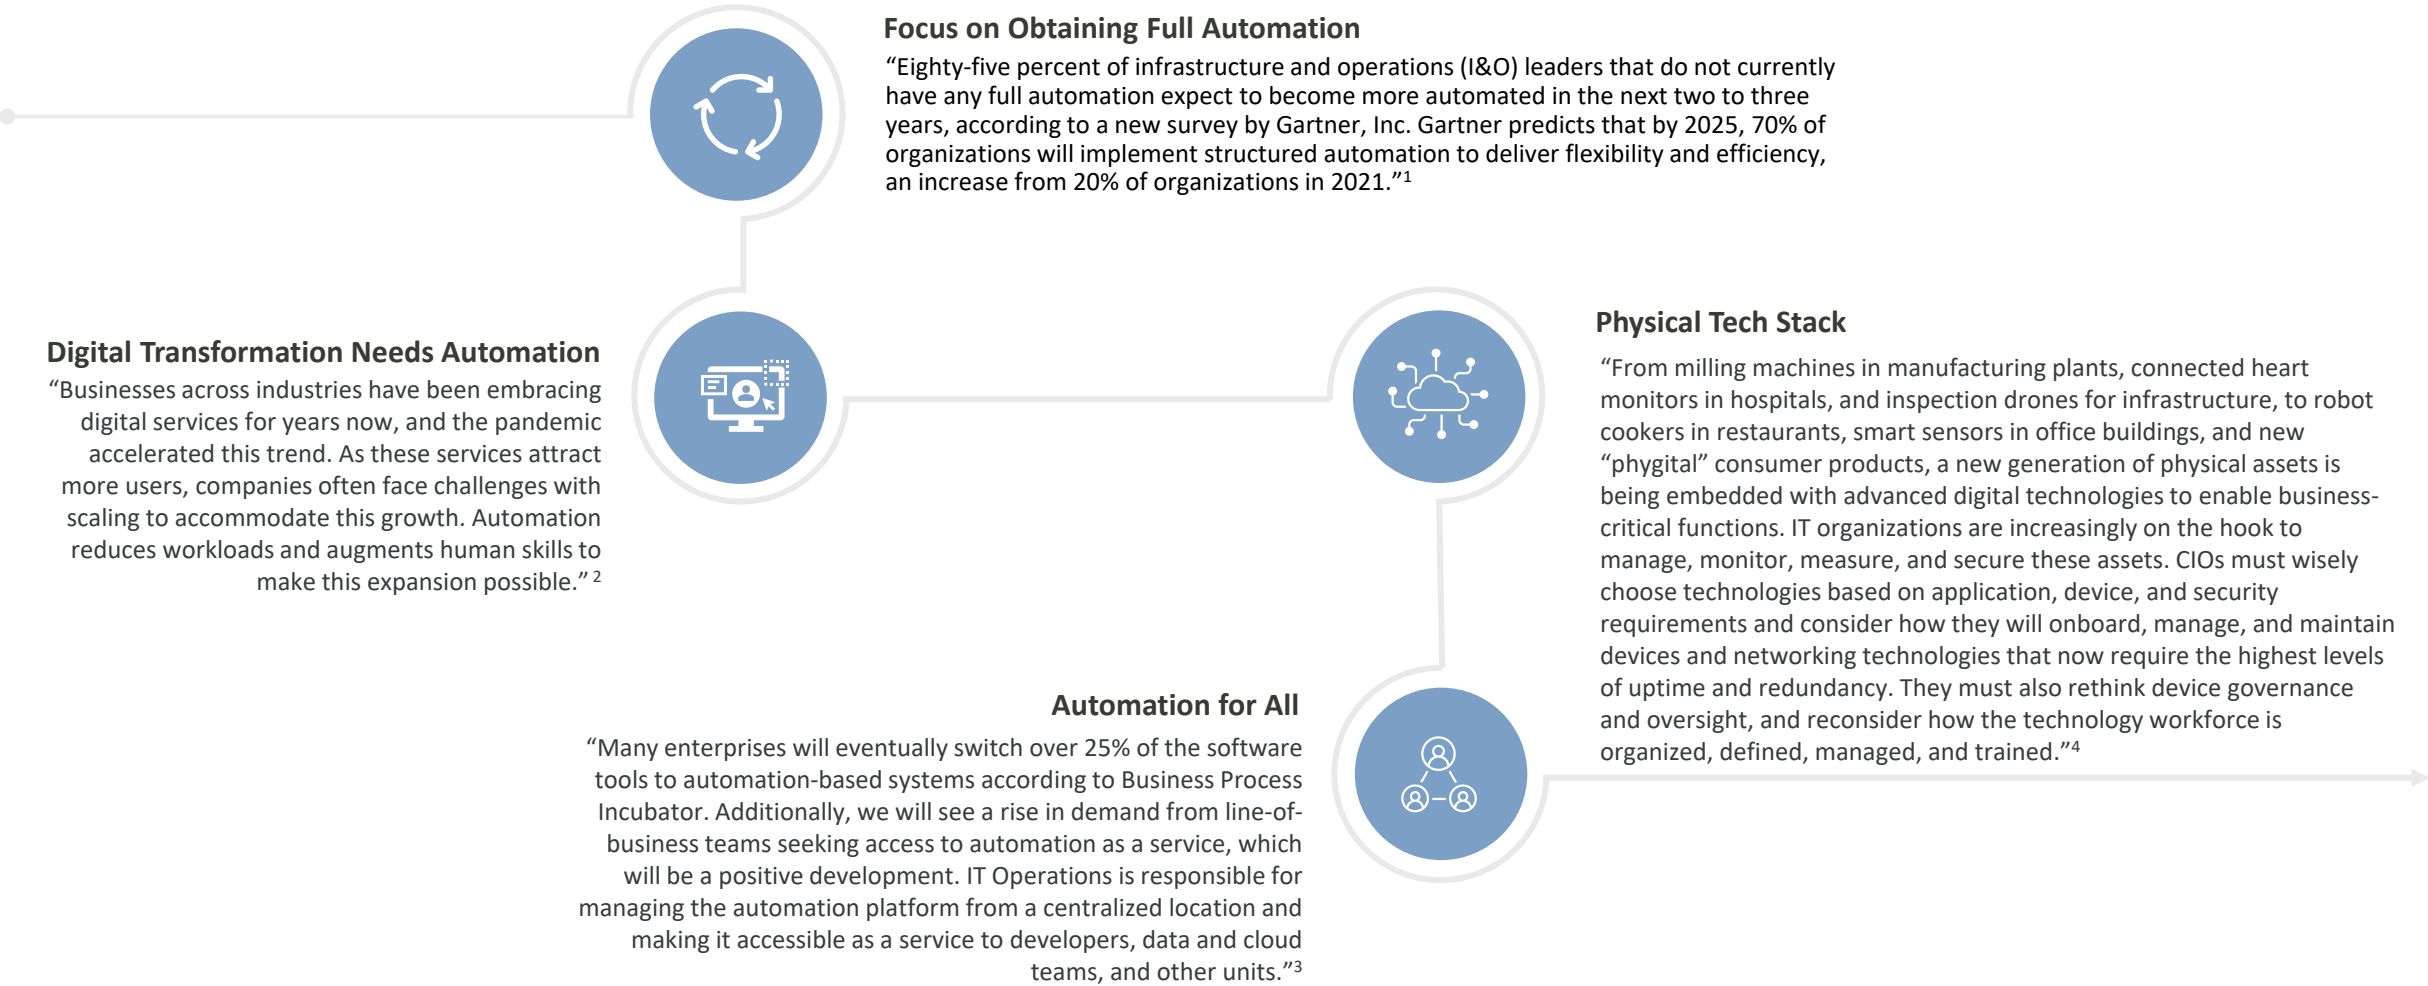 Focus on Obtaining Full Automation
“Eighty-five percent of infrastructure and operations (I&O) leaders that do not currently
have any full automation expect to become more automated in the next two to three
years, according to a new survey by Gartner, Inc. Gartner predicts that by 2025, 70% of
organizations will implement structured automation to deliver flexibility and efficiency,
an increase from 20% of organizations in 2021.”1
Digital Transformation Needs Automation
“Businesses across industries have been embracing
digital services for years now, and the pandemic
accelerated this trend. As these services attract
more users, companies often face challenges with
scaling to accommodate this growth. Automation
reduces workloads and augments human skills to
make this expansion possible.” 2
Physical Tech Stack
“From milling machines in manufacturing plants, connected heart
monitors in hospitals, and inspection drones for infrastructure, to robot
cookers in restaurants, smart sensors in office buildings, and new
“phygital” consumer products, a new generation of physical assets is
being embedded with advanced digital technologies to enable business-
critical functions. IT organizations are increasingly on the hook to
manage, monitor, measure, and secure these assets. CIOs must wisely
choose technologies based on application, device, and security
requirements and consider how they will onboard, manage, and maintain
devices and networking technologies that now require the highest levels
of uptime and redundancy. They must also rethink device governance
and oversight, and reconsider how the technology workforce is
organized, defined, managed, and trained.”4
Automation for All
“Many enterprises will eventually switch over 25% of the software
tools to automation-based systems according to Business Process
Incubator. Additionally, we will see a rise in demand from line-of-
business teams seeking access to automation as a service, which
will be a positive development. IT Operations is responsible for
managing the automation platform from a centralized location and
making it accessible as a service to developers, data and cloud
teams, and other units.”3